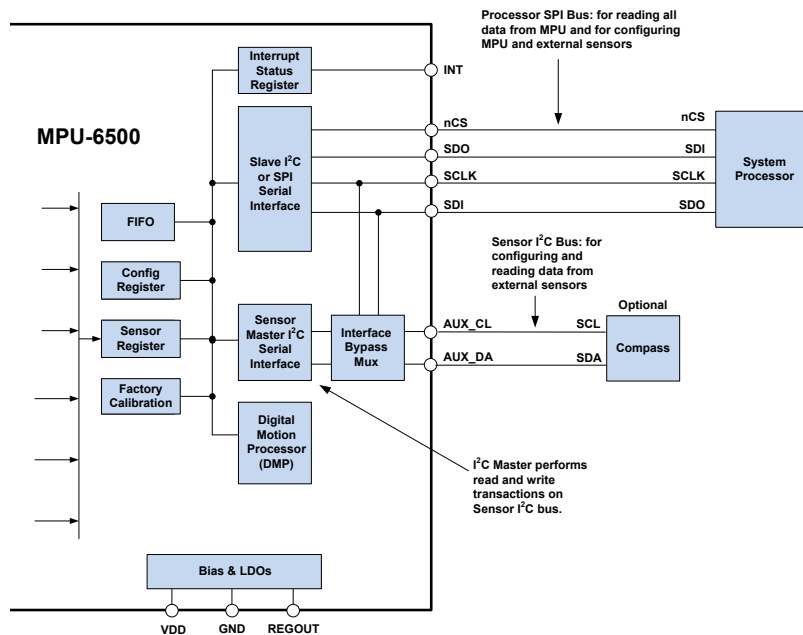 Processor SPI Bus: for reading all
data from MPU and for configuring
MPU and external sensors
Interrupt
Status
Register
INT
MPU-6500
Slave I²C
or SPI
Serial
Interface
nCS
SDO
SCLK
SDI
nCS
SDI
SCLK
SDO
System
Processor
FIFO
Config
Register
Sensor
Register
Factory
Calibration
Sensor I²C Bus: for
configuring and
reading data from
external sensors
Sensor
Master I²C
Serial
Interface
Interface
Bypass
Mux
AUX_CL
AUX_DA
SCL
SDA
Optional
Compass
Digital
Motion
Processor
(DMP)
I²C Master performs
read and write
transactions on
Sensor I²C bus.
Bias & LDOs
VDD
GND
REGOUT